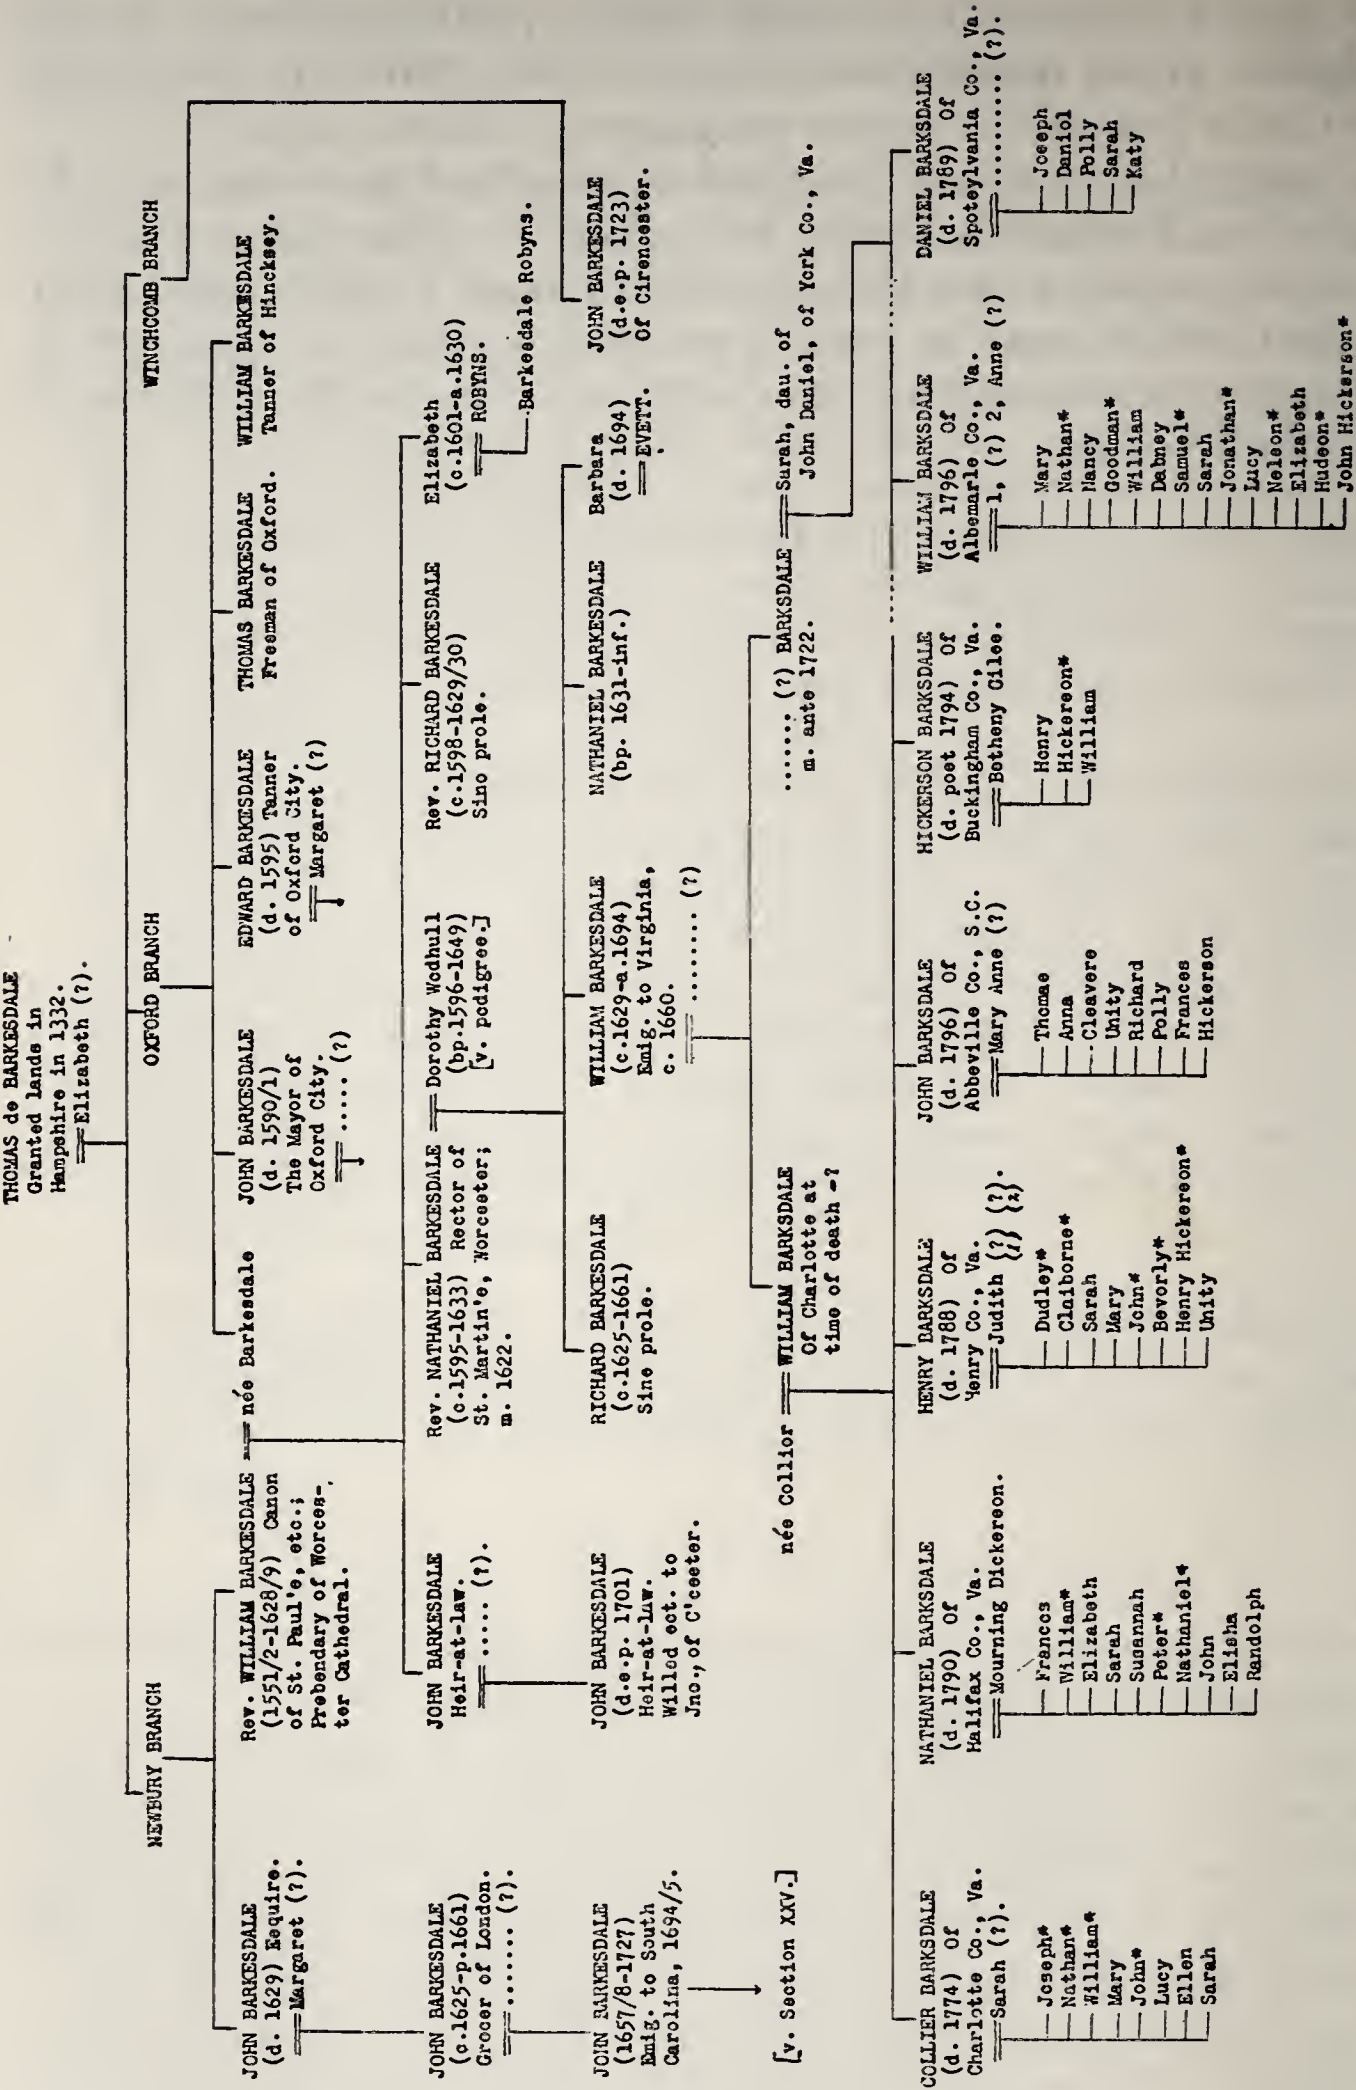 THOMAS de BARKESDALE
Granted lands in
Hampshire in 1332.
Elizabeth (?).
NEWBURY BRANCH
OXFORD BRANCH
WINCHCOMB BRANCH
JOHN BARKESDALE
(d. 1629) Esquire.
Margaret (?).
Rev. WILLIAM BARKESDALE
(1551/2-1628/9) Canon
of St. Paul's, etc.;
Prebendary of Worces-
ter Cathedral.
née Barkesdale
JOHN BARKESDALE
(d. 1590/1)
The Mayor of
Oxford City.
..... (?)
EDWARD BARKESDALE
(d. 1595) Tanner
of Oxford City.
Margaret (?)
THOMAS BARKESDALE
Freeman of Oxford.
WILLIAM BARKESDALE
Tanner of Hincksey.
JOHN BARKESDALE
(c.1625-p.1661)
Grocer of London.
........ (?).
JOHN BARKESDALE
Heir-at-law.
..... (?).
Rev. NATHANIEL BARKESDALE
(c.1595-1633) Rector of
St. Martin's, Worcester;
m. 1622.
Dorothy Wodhull
(bp.1596-1649)
[v. pedigree.]
Rev. RICHARD BARKESDALE
(c.1598-1629/30)
Sine prole.
Elizabeth
(c.1601-a.1630)
ROBYNS.
Barkesdale Robyns.
JOHN BARKESDALE
(1657/8-1727)
Emig. to South
Carolina, 1694/5.
JOHN BARKESDALE
(d.s.p. 1701)
Heir-at-law.
Willed est. to
Jno., of C'cester.
RICHARD BARKESDALE
(c.1625-1661)
Sine prole.
WILLIAM BARKESDALE
(c.1629-a.1694)
Emig. to Virginia,
c. 1660.
......... (?)
NATHANIEL BARKESDALE
(bp. 1631-inf.)
Barbara
(d. 1694)
EVETT.
JOHN BARKESDALE
(d.s.p. 1723)
Of Cirencester.
[v. Section XXV.]
née Collier
WILLIAM BARKSDALE
Of Charlotte at
time of death -?
....... (?) BARKSDALE
m. ante 1722.
Sarah, dau. of
John Daniel, of York Co., Va.
COLLIER BARKSDALE
(d. 1774) of
Charlotte Co., Va.
Sarah (?).
Joseph*
Nathan*
William*
Mary
John*
Lucy
Ellen
Sarah
NATHANIEL BARKSDALE
(d. 1790) of
Halifax Co., Va.
Mourning Dickerson.
Frances
William*
Elizabeth
Sarah
Susannah
Peter*
Nathaniel*
John
Elisha
Randolph
HENRY BARKSDALE
(d. 1788) of
Henry Co., Va.
Judith
Dudley*
Claiborne*
Sarah
Mary
John*
Beverly*
Henry Hickerson*
Unity
JOHN BARKSDALE
(d. 1796) of
Abbeville Co., S.C.
Mary Anne (?)
Thomas
Anna
Cleavers
Unity
Richard
Polly
Frances
Hickerson
HICKERSON BARKSDALE
(d. post 1794) of
Buckingham Co., Va.
Betheny Giles.
Henry
Hickerson*
William
WILLIAM BARKSDALE
(d. 1796) of
Albemarle Co., Va.
1, (?) 2, Anne (?)
Mary
Nathan*
Nancy
Goodman*
William
Dabney
Samuel*
Sarah
Jonathan*
Lucy
Nelson*
Elizabeth
Hudson*
John Hickerson*
DANIEL BARKSDALE
(d. 1789) of
Spotsylvania Co., Va.
.......... (?).
Joseph
Daniel
Polly
Sarah
Katy